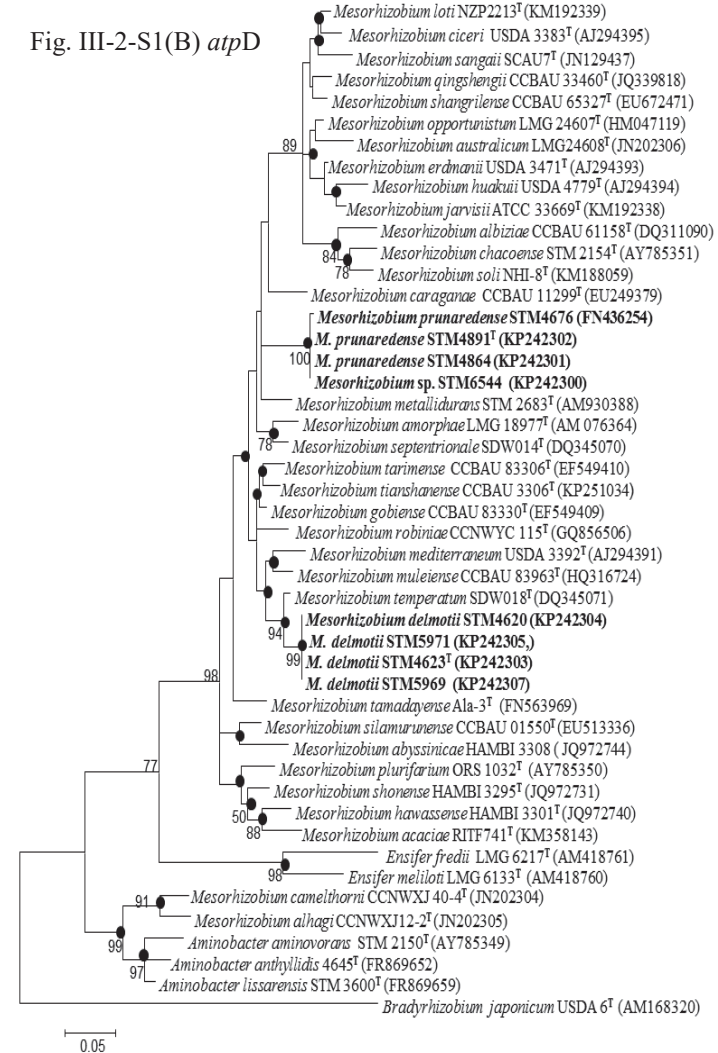 Fig. III-2-S1(B) atpD
Mesorhizobium loti NZP2213ᵀ (KM192339)
Mesorhizobium ciceri USDA 3383ᵀ (AJ294395)
Mesorhizobium sangaii SCAU7ᵀ (JN129437)
Mesorhizobium qingshengii CCBAU 33460ᵀ (JQ339818)
Mesorhizobium shangrilense CCBAU 65327ᵀ (EU672471)
Mesorhizobium opportunistum LMG 24607ᵀ (HM047119)
89
Mesorhizobium australicum LMG24608ᵀ (JN202306)
Mesorhizobium erdmanii USDA 3471ᵀ (AJ294393)
Mesorhizobium huakuii USDA 4779ᵀ (AJ294394)
Mesorhizobium jarvisii ATCC 33669ᵀ (KM192338)
Mesorhizobium albiziae CCBAU 61158ᵀ (DQ311090)
84
Mesorhizobium chacoense STM 2154ᵀ (AY785351)
78
Mesorhizobium soli NHI-8ᵀ (KM188059)
Mesorhizobium caraganae CCBAU 11299ᵀ (EU249379)
Mesorhizobium prunaredense STM4676 (FN436254)
M. prunaredense STM4891ᵀ (KP242302)
100
M. prunaredense STM4864 (KP242301)
Mesorhizobium sp. STM6544 (KP242300)
Mesorhizobium metallidurans STM 2683ᵀ (AM930388)
Mesorhizobium amorphae LMG 18977ᵀ (AM 076364)
78
Mesorhizobium septentrionale SDW014ᵀ (DQ345070)
Mesorhizobium tarimense CCBAU 83306ᵀ (EF549410)
Mesorhizobium tianshanense CCBAU 3306ᵀ (KP251034)
Mesorhizobium gobiense CCBAU 83330ᵀ (EF549409)
Mesorhizobium robiniae CCNWYC 115ᵀ (GQ856506)
Mesorhizobium mediterraneum USDA 3392ᵀ (AJ294391)
Mesorhizobium muleiense CCBAU 83963ᵀ (HQ316724)
Mesorhizobium temperatum SDW018ᵀ (DQ345071)
Mesorhizobium delmotii STM4620 (KP242304)
94
M. delmotii STM5971 (KP242305,)
99
M. delmotii STM4623ᵀ (KP242303)
M. delmotii STM5969 (KP242307)
98
Mesorhizobium tamadayense Ala-3ᵀ (FN563969)
Mesorhizobium silamurunense CCBAU 01550ᵀ (EU513336)
Mesorhizobium abyssinicae HAMBI 3308 ( JQ972744)
77
Mesorhizobium plurifarium ORS 1032ᵀ (AY785350)
Mesorhizobium shonense HAMBI 3295ᵀ (JQ972731)
50
Mesorhizobium hawassense HAMBI 3301ᵀ (JQ972740)
88
Mesorhizobium acaciae RITF741ᵀ (KM358143)
Ensifer fredii LMG 6217ᵀ (AM418761)
98
Ensifer meliloti LMG 6133ᵀ (AM418760)
91
Mesorhizobium camelthorni CCNWXJ 40-4ᵀ (JN202304)
Mesorhizobium alhagi CCNWXJ12-2ᵀ (JN202305)
99
Aminobacter aminovorans STM 2150ᵀ (AY785349)
97
Aminobacter anthyllidis 4645ᵀ (FR869652)
Aminobacter lissarensis STM 3600ᵀ (FR869659)
Bradyrhizobium japonicum USDA 6ᵀ (AM168320)
0.05